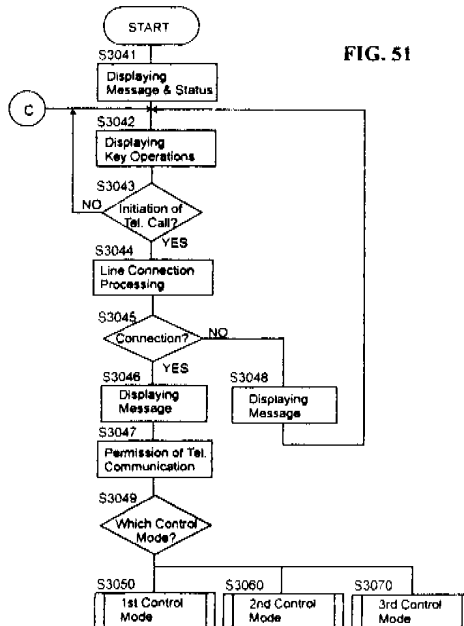 START
FIG. 51
S3041
Displaying
Message & Status
C
S3042
Displaying
Key Operations
S3043
NO
Initiation of
Tel. Call?
YES
S3044
Line Connection
Processing
S3045
Connection?
NO
YES
S3046
Displaying
Message
S3048
Displaying
Message
S3047
Permission of Tel.
Communication
S3049
Which Control
Mode?
S3050
1st Control
Mode
S3060
2nd Control
Mode
S3070
3rd Control
Mode